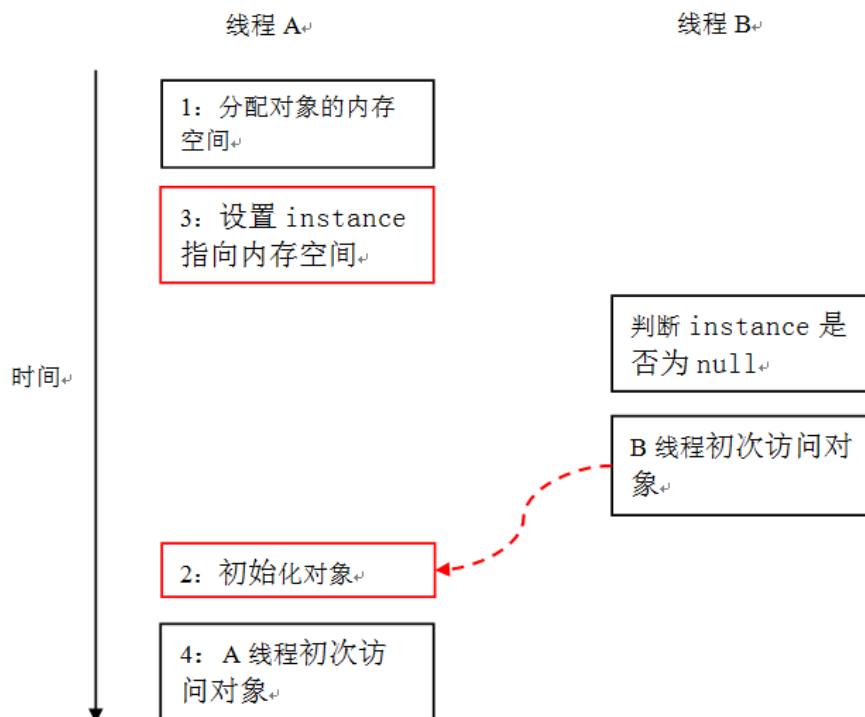 线程 A
线程 B
1：分配对象的内存
空间
3：设置 instance
指向内存空间
判断 instance 是
否为 null
时间
B 线程初次访问对
象
2：初始化对象
4： A 线程初次访
问对象